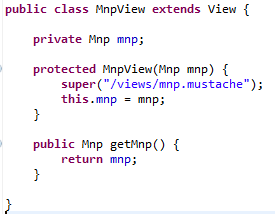 public class MnpView extends View {
private Mnp mnp;
protected MnpView(Mnp mnp) {
super("/views/mnp.mustache");
this.mnp = mnp;
}
public Mnp getMnp() {
return mnp;
}
}